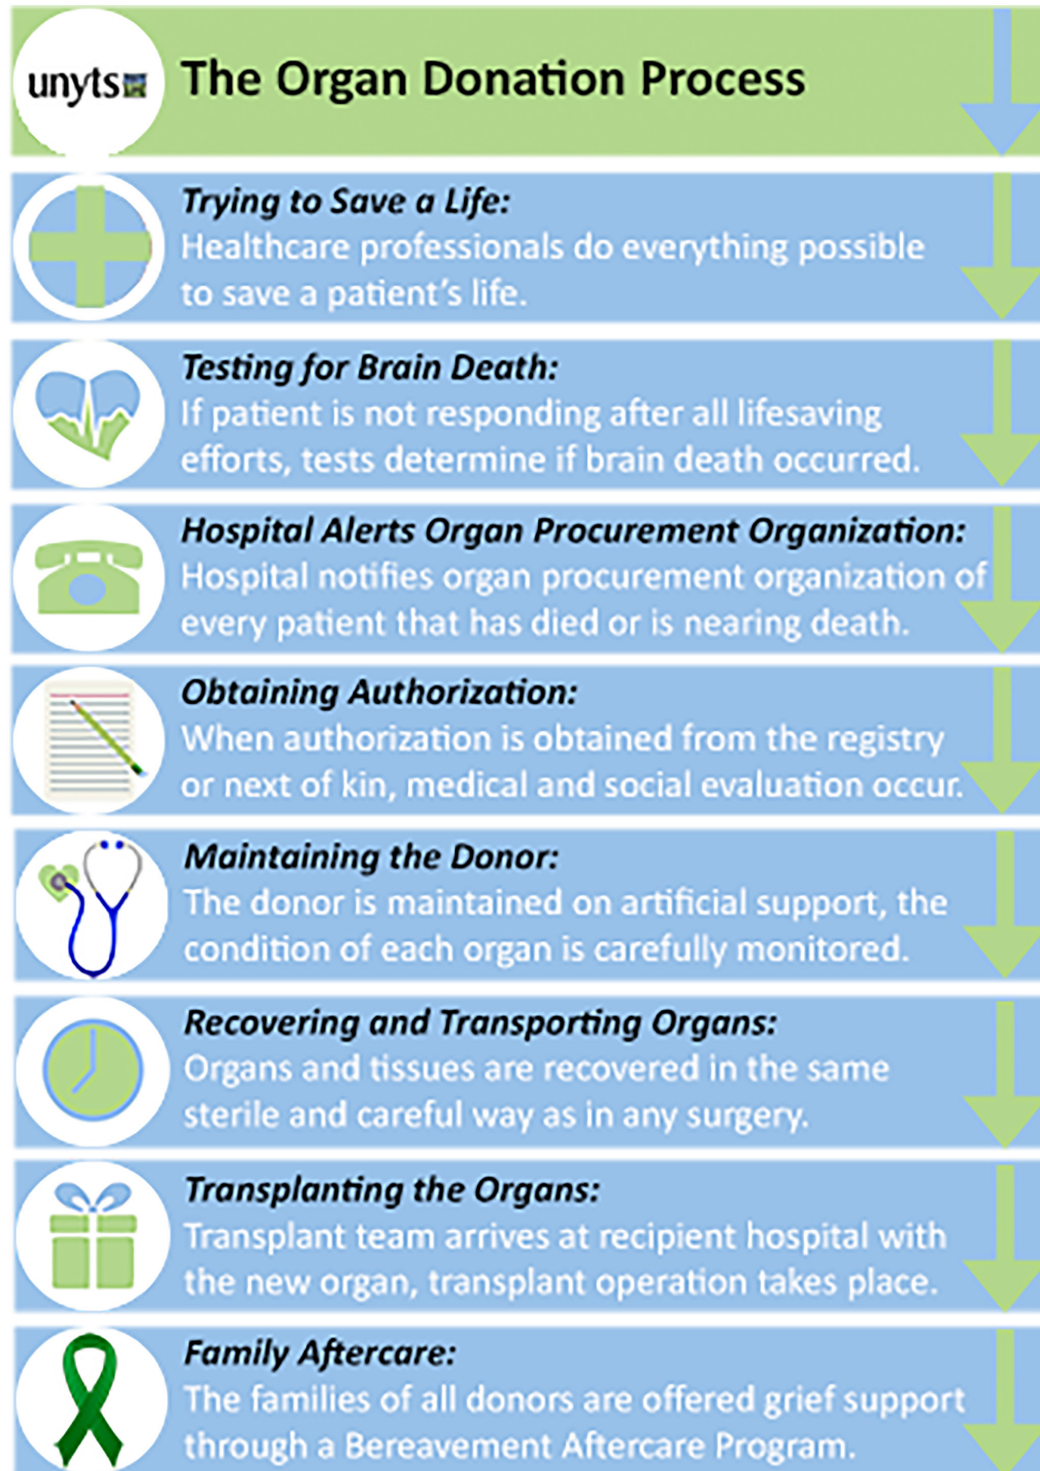 unyts
The Organ Donation Process
Trying to Save a Life:
Healthcare professionals do everything possible
to save a patient's life.
Testing for Brain Death:
If patient is not responding after all lifesaving
efforts, tests determine if brain death occurred.
Hospital Alerts Organ Procurement Organization:
Hospital notifies organ procurement organization of
every patient that has died or is nearing death.
Obtaining Authorization:
When authorization is obtained from the registry
or next of kin, medical and social evaluation occur.
Maintaining the Donor:
The donor is maintained on artificial support, the
condition of each organ is carefully monitored.
Recovering and Transporting Organs:
Organs and tissues are recovered in the same
sterile and careful way as in any surgery.
Transplanting the Organs:
Transplant team arrives at recipient hospital with
the new organ, transplant operation takes place.
Family Aftercare:
The families of all donors are offered grief support
through a Bereavement Aftercare Program.